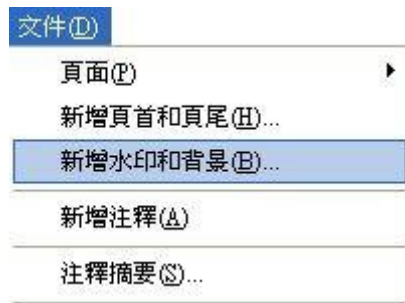 文件(D)
頁面(P)
新增頁首和頁尾(H)...
新增水印和背景(B)...
新增注釋(A)
注釋摘要(S)...